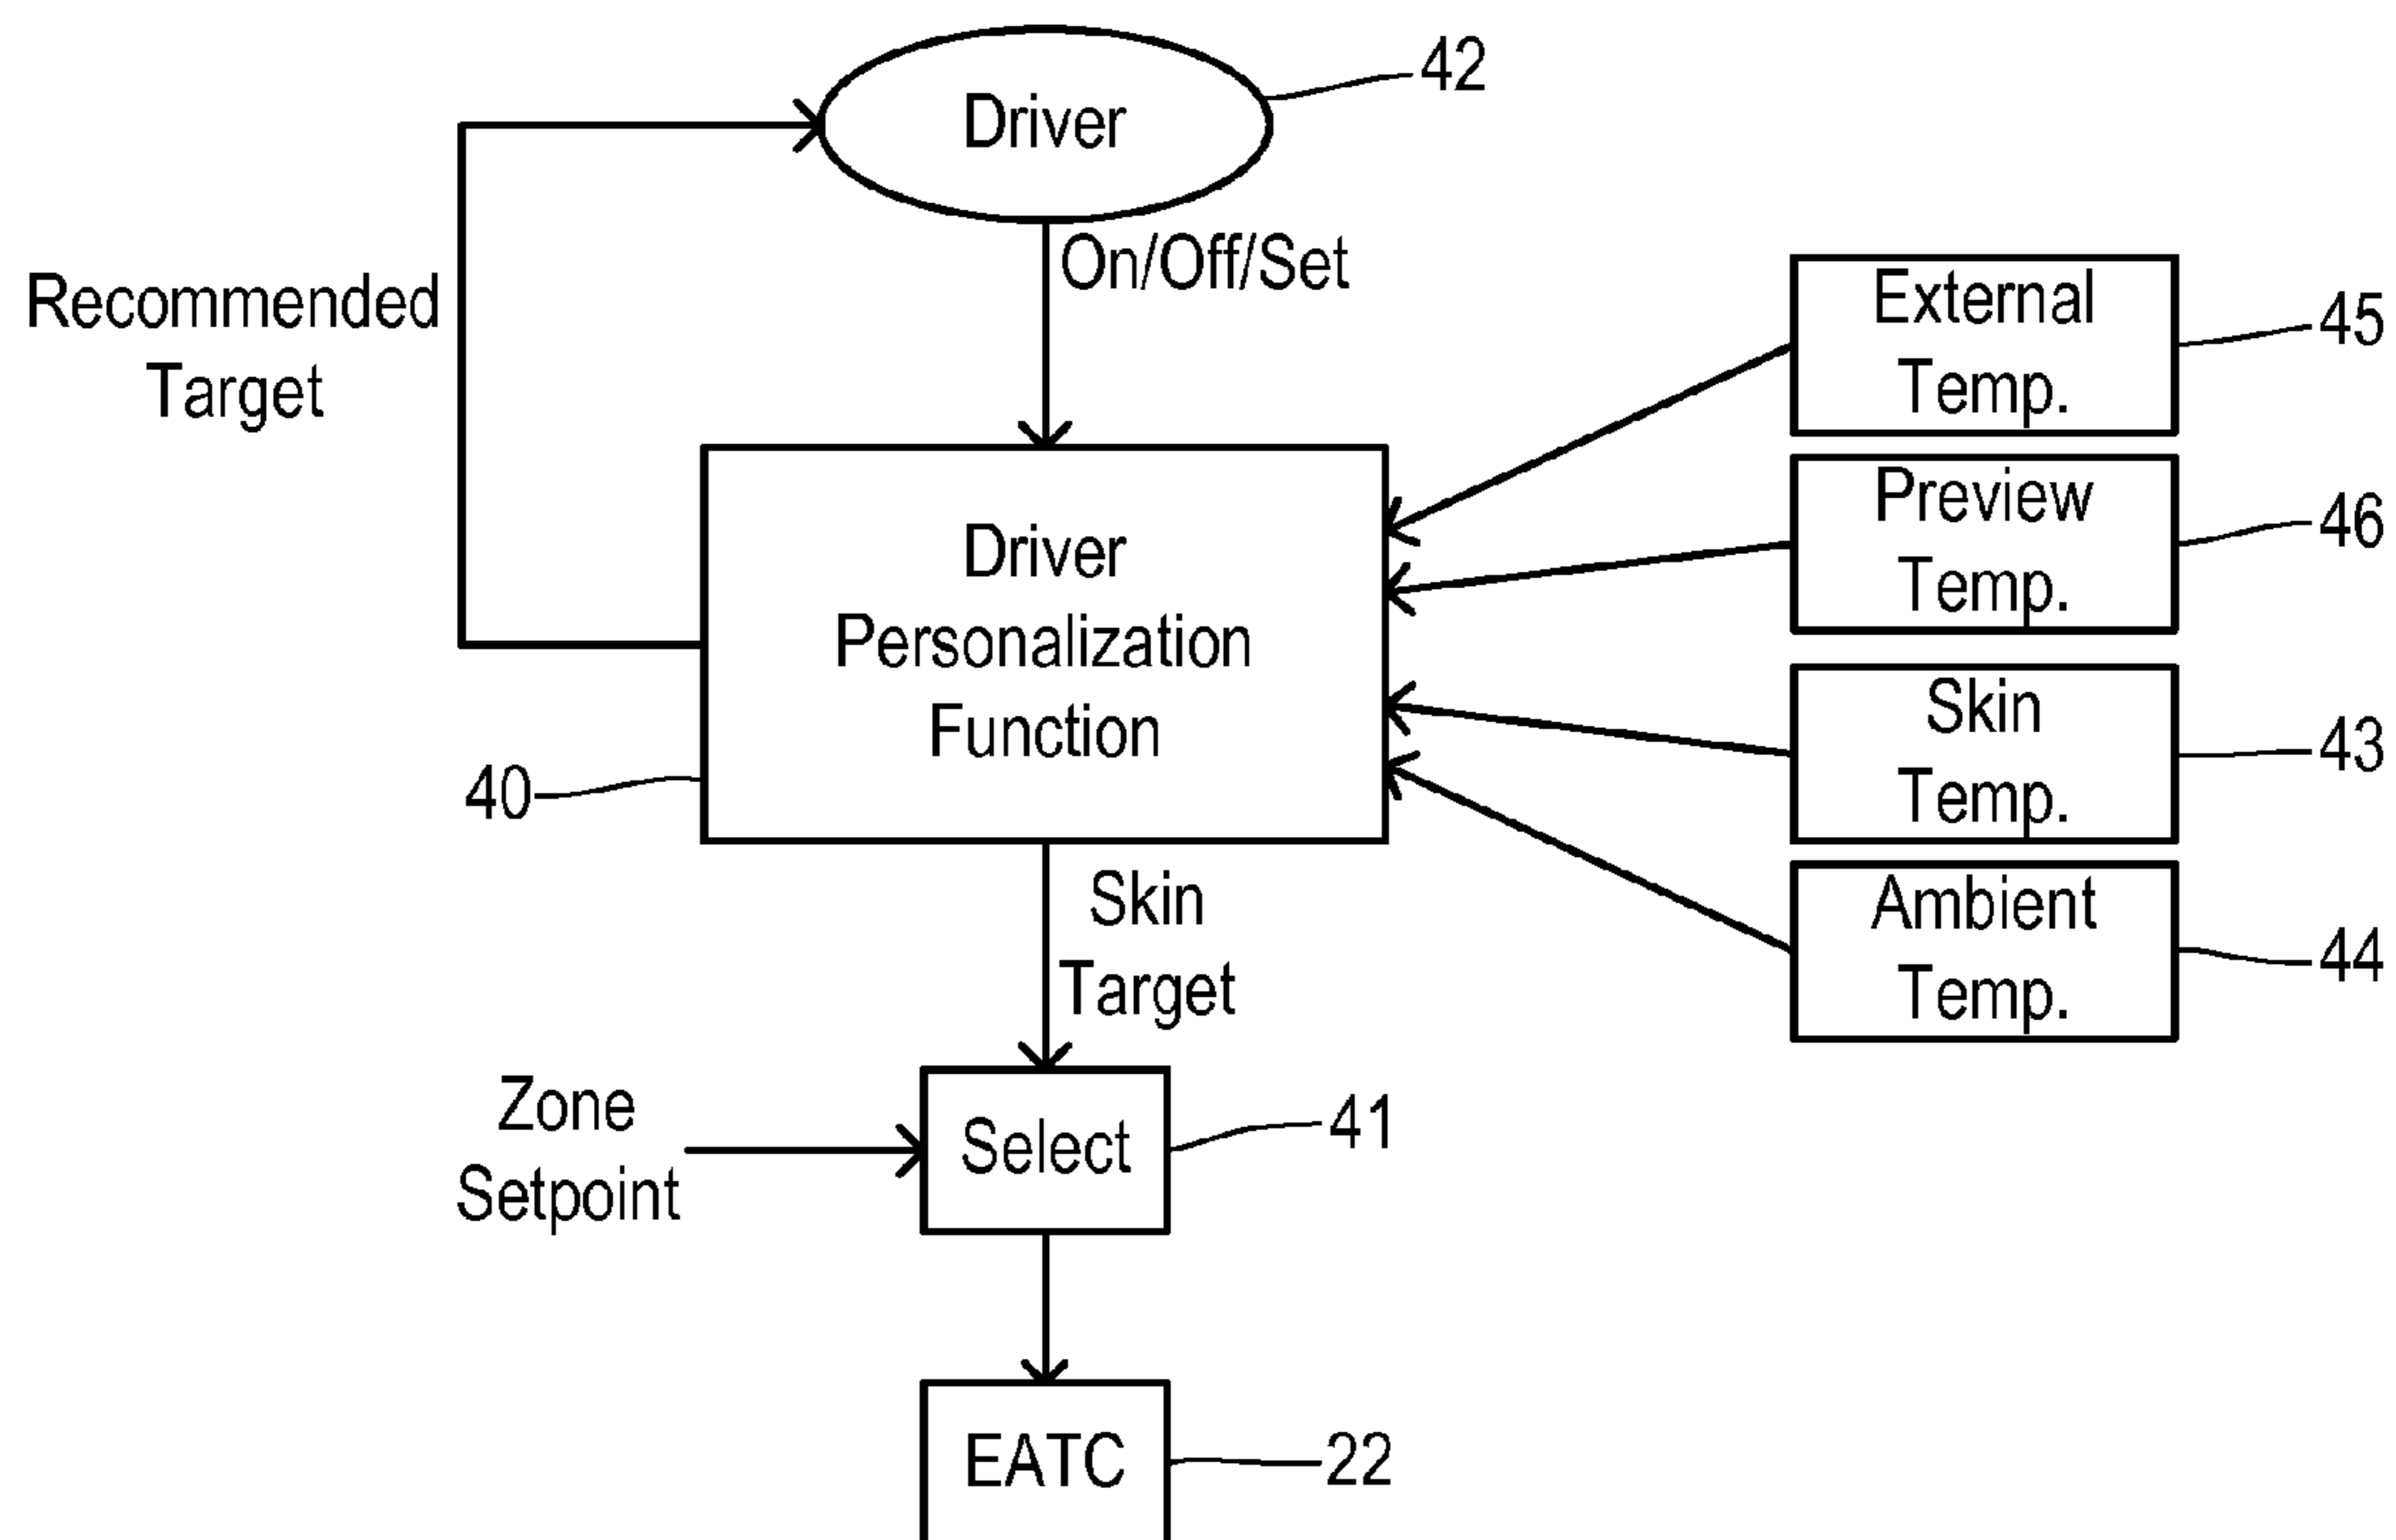 Driver
42
On/Off/Set
Recommended
Target
External
Temp.
45
Preview
Temp.
46
Driver
Personalization
Function
40
Skin
Temp.
43
Ambient
Temp.
44
Skin
Target
Zone
Setpoint
Select
41
EATC
22